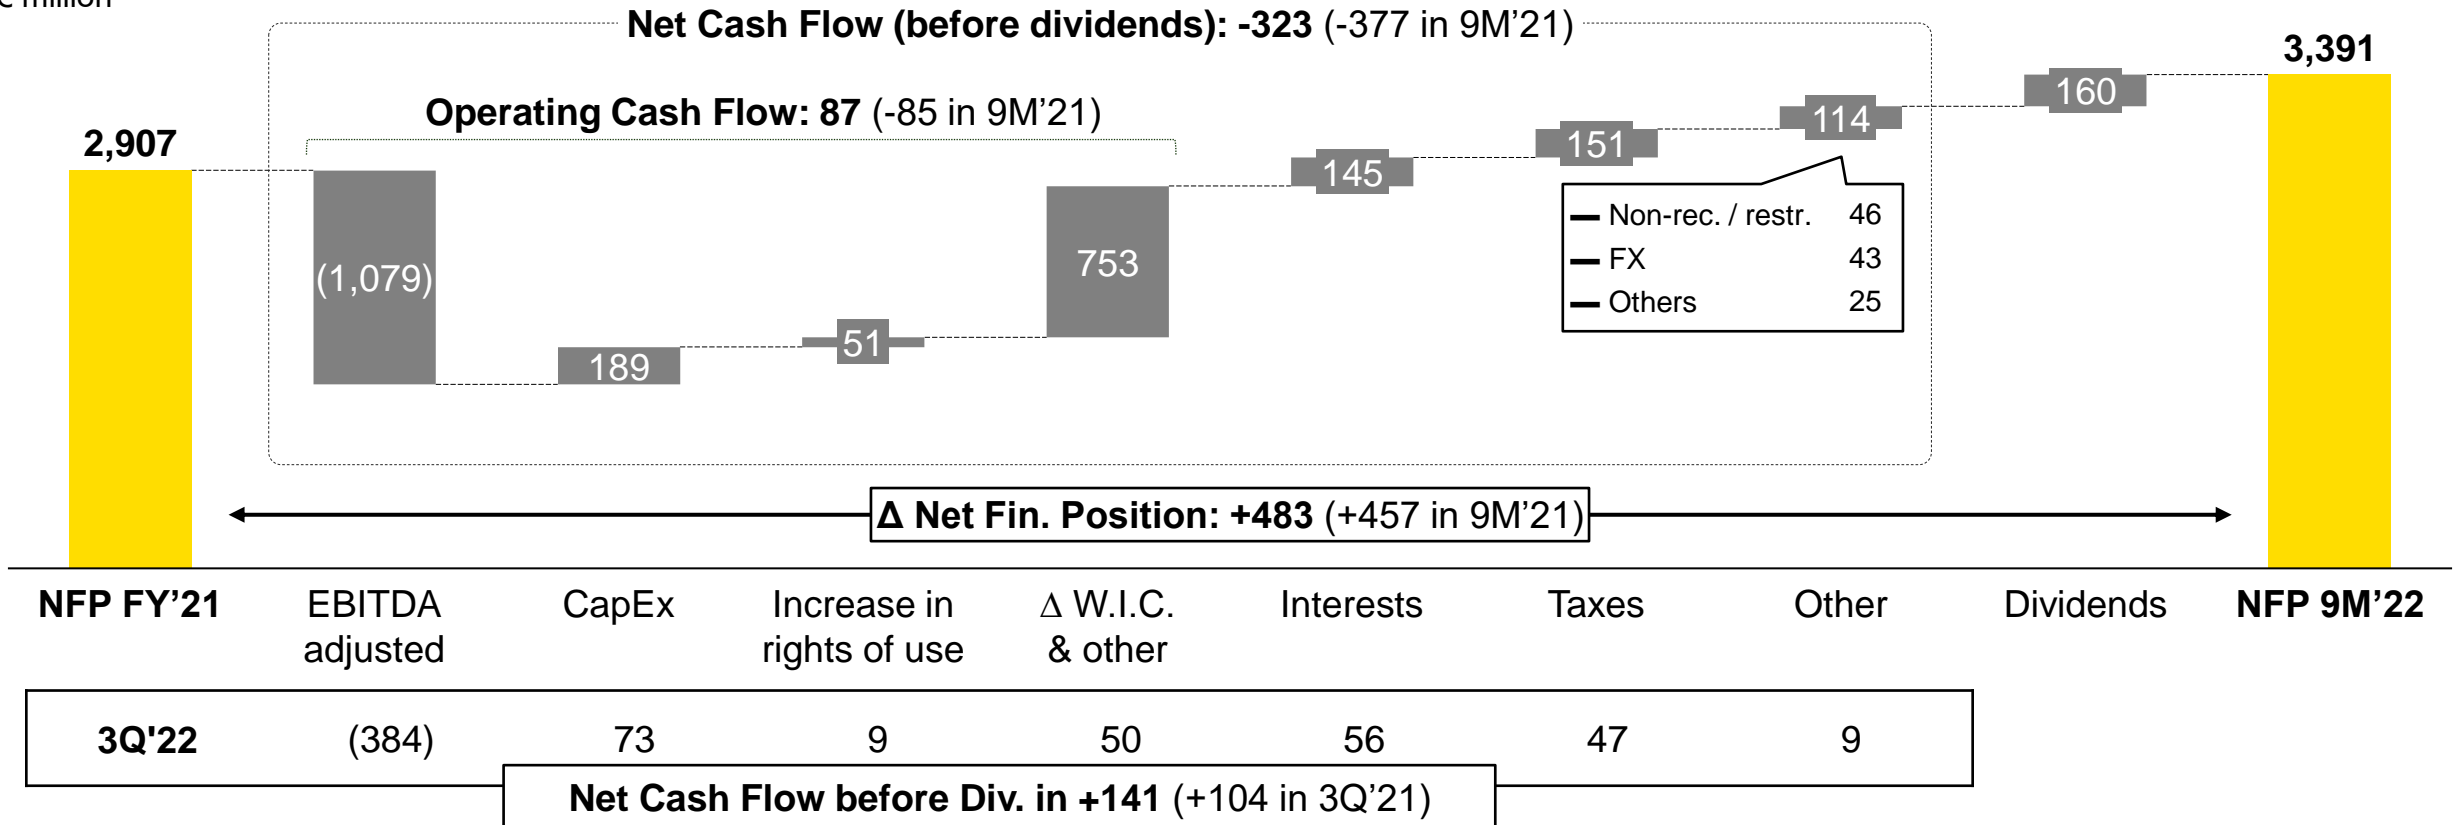 € million
Net Cash Flow (before dividends): -323 (-377 in 9M’21)
3,391
Operating Cash Flow: 87 (-85 in 9M’21)
2,907
(1,079)
189
51
753
145
151
114
160
Non-rec. / restr. 46
FX 43
Others 25
Δ Net Fin. Position: +483 (+457 in 9M’21)
NFP FY’21
EBITDA
adjusted
CapEx
Increase in
rights of use
Δ W.I.C.
& other
Interests
Taxes
Other
Dividends
NFP 9M’22
3Q'22 (384) 73 9 50 56 47 9
Net Cash Flow before Div. in +141 (+104 in 3Q’21)